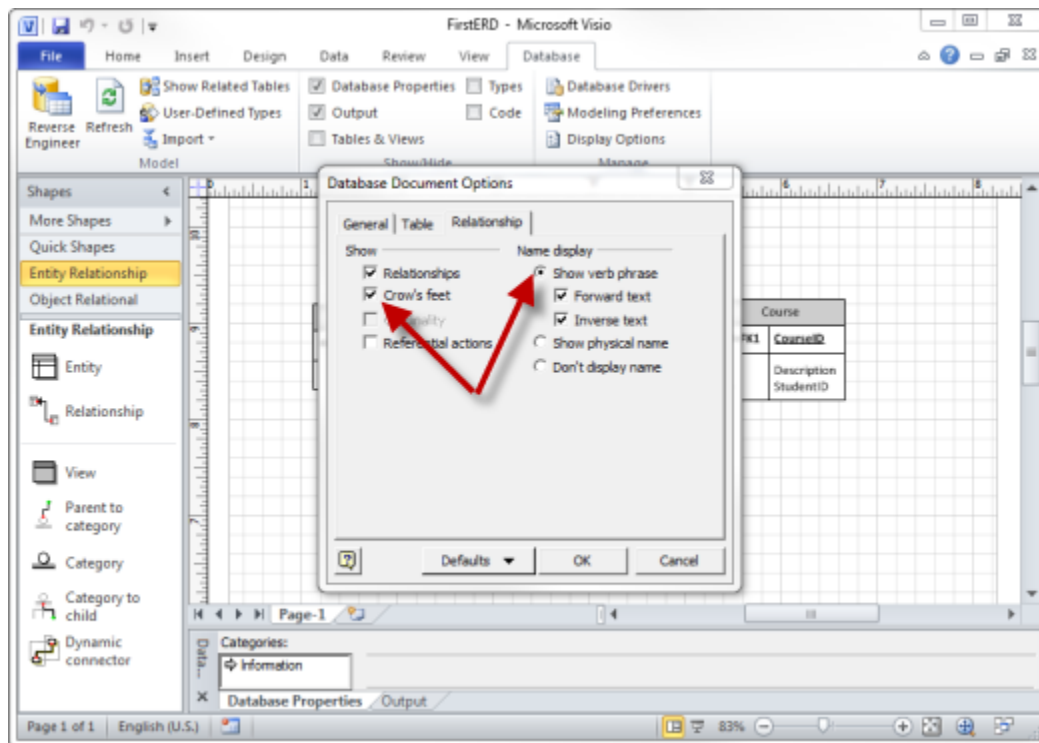 FirstERD - Microsoft Visio
File Home Insert Design Data Review View Database
Show Related Tables
User-Defined Types
Import
Reverse Engineer
Refresh
Model
Database Properties
Types
Output
Code
Tables & Views
Show/Hide
Database Drivers
Modeling Preferences
Display Options
Manage
Shapes
More Shapes
Quick Shapes
Entity Relationship
Object Relational
Entity Relationship
Entity
Relationship
View
Parent to
category
Category
Category to
child
Dynamic
connector
Database Document Options
General Table Relationship
Show
Relationships
Crow's feet
Referential actions
Name display
Show verb phrase
Forward text
Inverse text
Show physical name
Don't display name
Defaults OK Cancel
Course
CourseID
Description
StudentID
Page-1
Data...
Categories:
Information
Database Properties Output
Page 1 of 1 English (U.S.) 83%